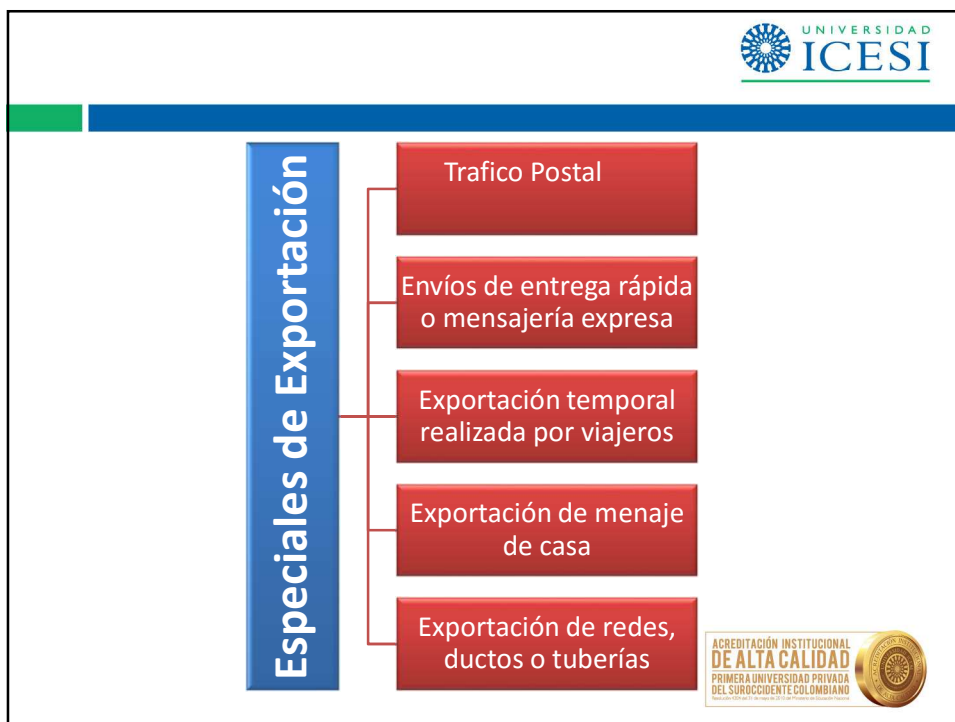 UNIVERSIDAD
ICESI
Especiales de Exportación
Trafico Postal
Envíos de entrega rápida
o mensajería expresa
Exportación temporal
realizada por viajeros
Exportación de menaje
de casa
Exportación de redes,
ductos o tuberías
ACREDITACIÓN INSTITUCIONAL
DE ALTA CALIDAD
PRIMERA UNIVERSIDAD PRIVADA
DEL SUROCCIDENTE COLOMBIANO